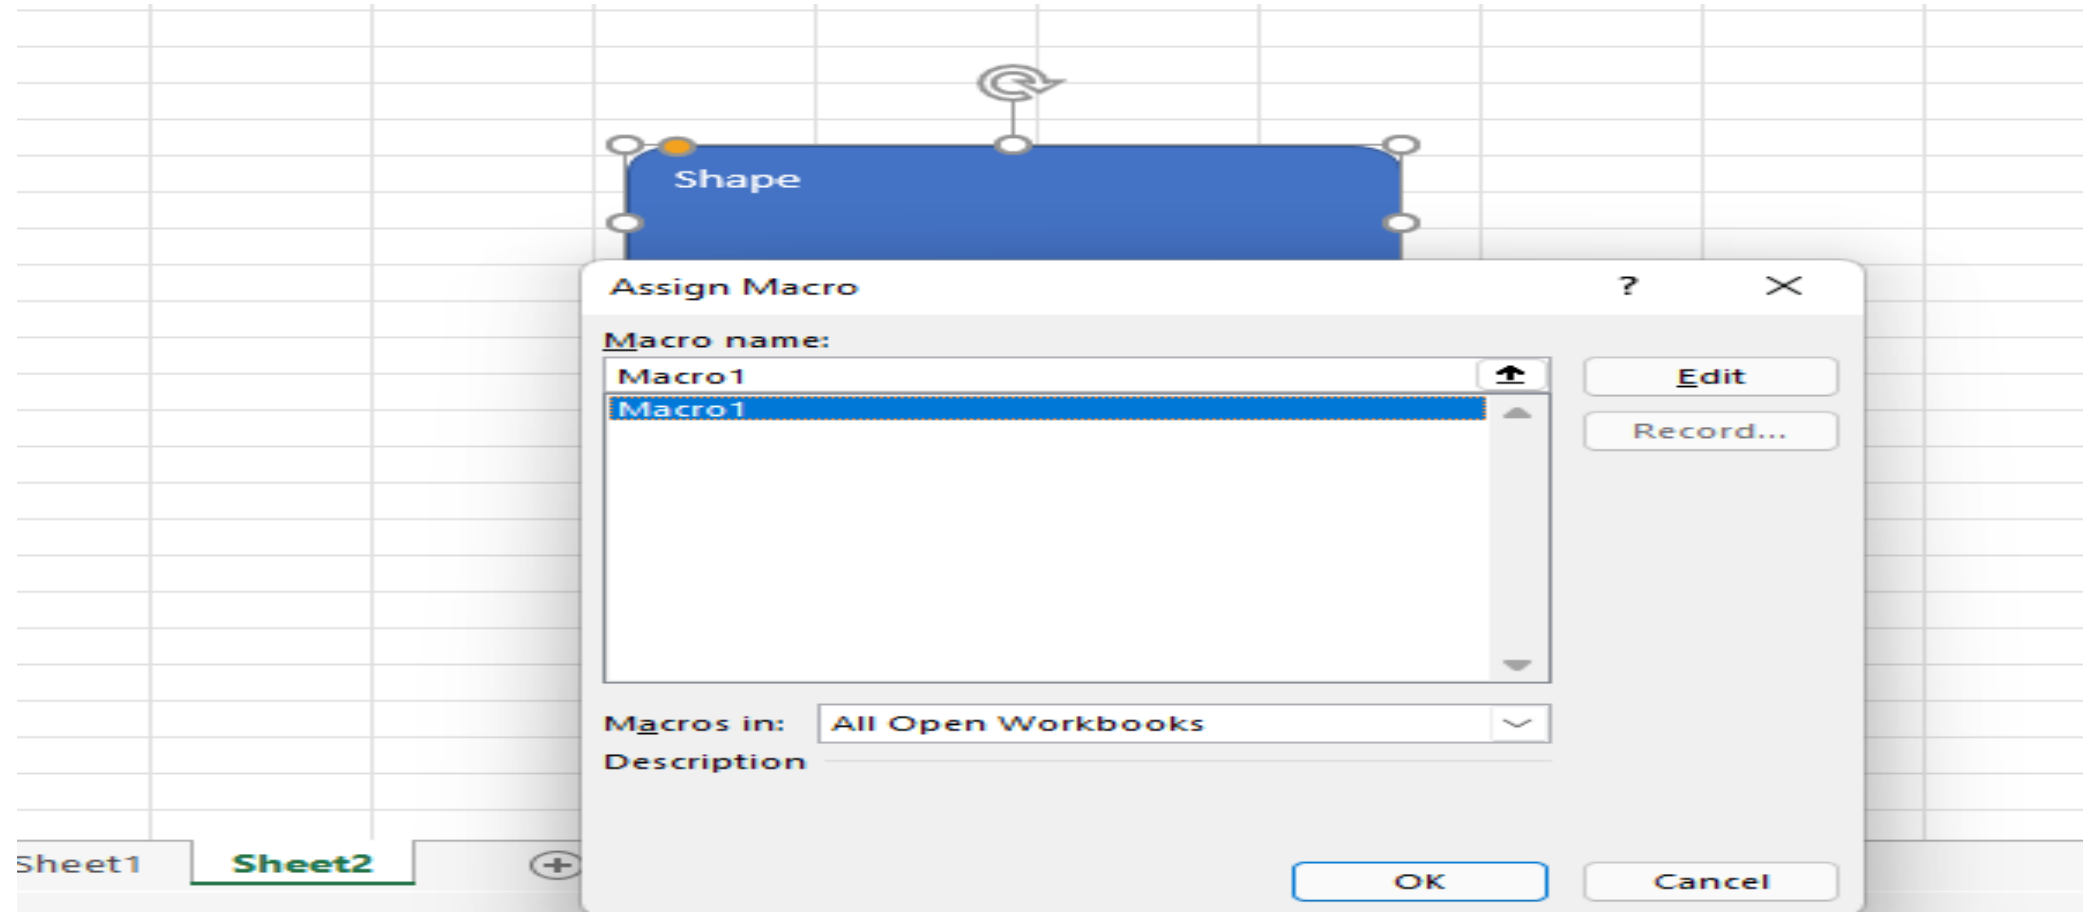 Shape
Assign Macro ?
Macro name:
Macro1
Edit
Macro1
Record...
Macros in: All Open Workbooks
Description
Sheet1 Sheet2
OK Cancel